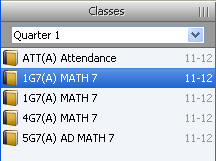 Classes
Quarter 1
ATT(A) Attendance 11-12
1G7(A) MATH 7 11-12
1G7(A) MATH 7 11-12
4G7(A) MATH 7 11-12
5G7(A) AD MATH 7 11-12